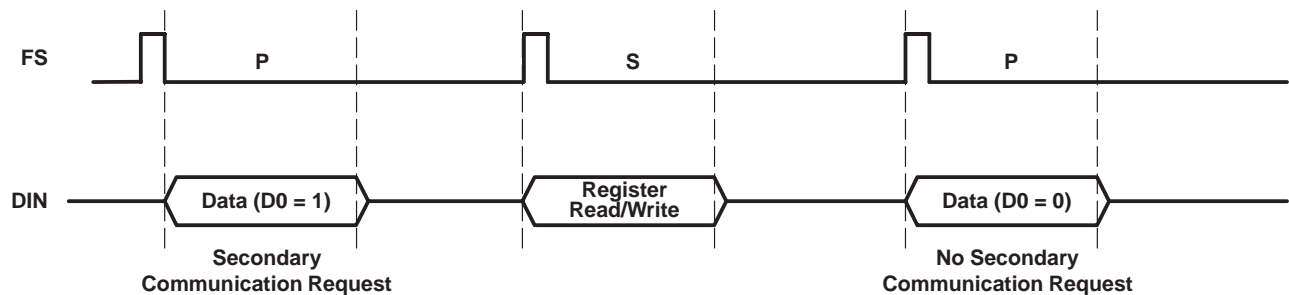 FS
P
S
P
DIN
Data (D0 = 1)
Register
Read/Write
Data (D0 = 0)
Secondary
Communication Request
No Secondary
Communication Request